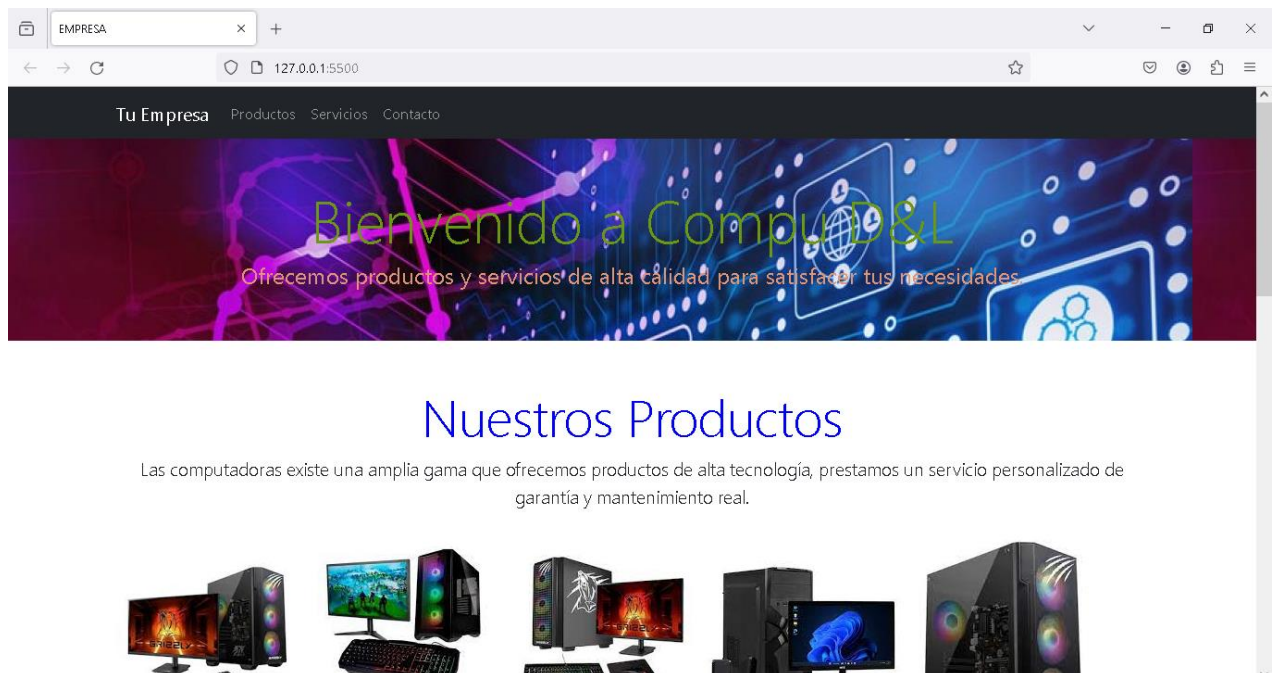 EMPRESA
127.0.0.1:5500
Tu Empresa Productos Servicios Contacto
Bienvenido a Compu D&L
Ofrecemos productos y servicios de alta calidad para satisfacer tus necesidades.
Nuestros Productos
Las computadoras existe una amplia gama que ofrecemos productos de alta tecnología, prestamos un servicio personalizado de
garantía y mantenimiento real.